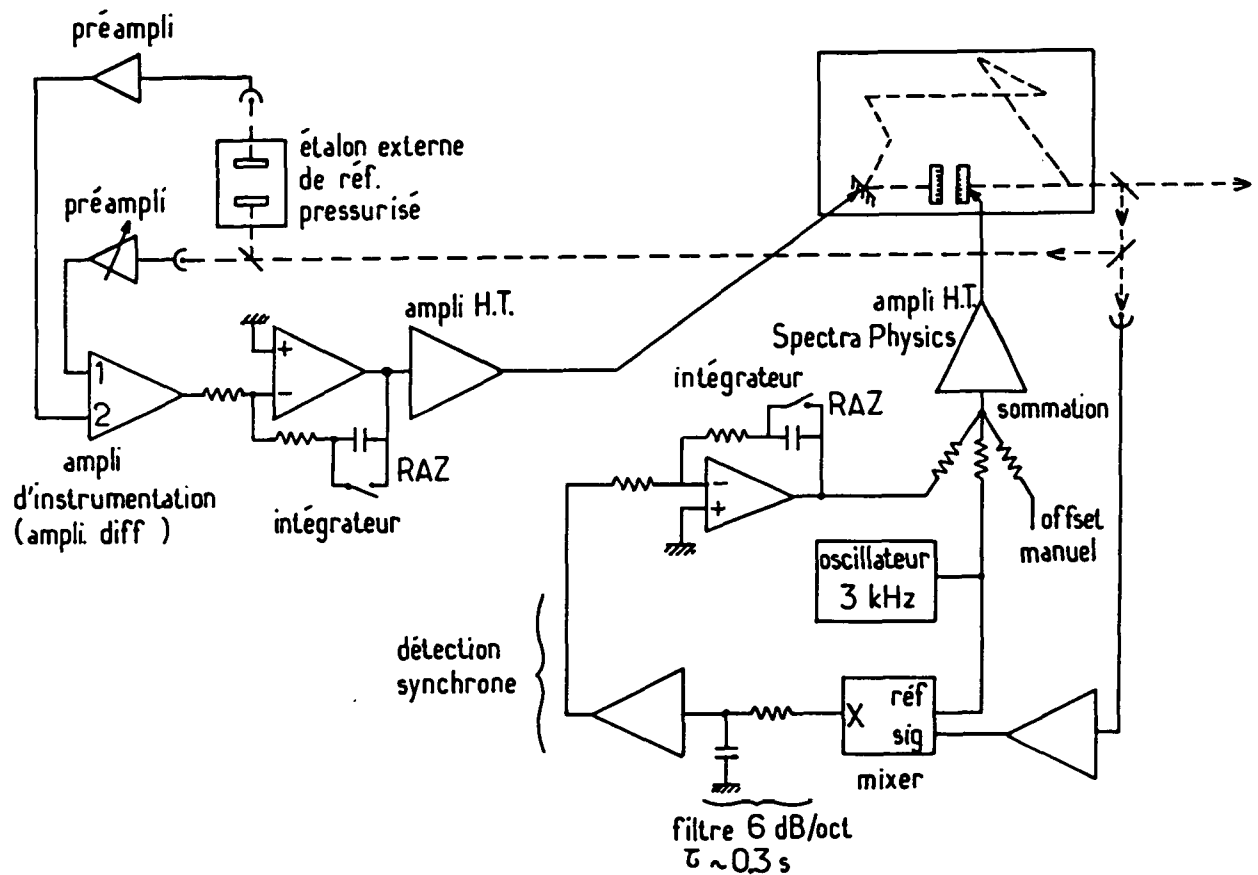 préampli
étalon externe
de réf.
pressurisé
préampli
ampli H.T.
ampli H.T.
Spectra Physics
1
2
+
-
RAZ
ampli
d'instrumentation
(ampli. diff )
intégrateur
intégrateur
RAZ
sommation
-
+
offset
manuel
oscillateur
3 kHz
détection
synchrone
X
réf
sig
mixer
filtre 6 dB/oct
τ ~ 0.3 s